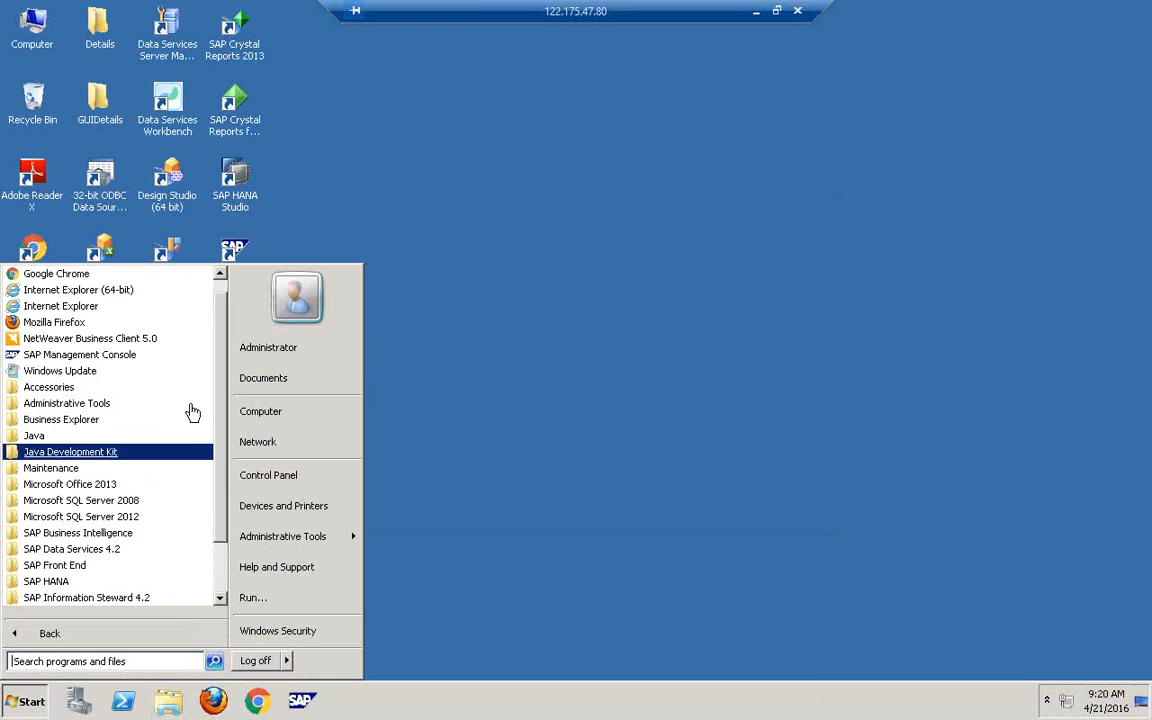 122.175.47.80
Computer
Details
Data Services
Server Ma...
SAP Crystal
Reports 2013
Recycle Bin
GUIDetails
Data Services
Workbench
SAP Crystal
Reports f...
Adobe Reader
X
32-bit ODBC
Data Sour...
Design Studio
(64 bit)
SAP HANA
Studio
SAP
Google Chrome
Internet Explorer (64-bit)
Internet Explorer
Mozilla Firefox
NetWeaver Business Client 5.0
SAP Management Console
Windows Update
Accessories
Administrative Tools
Business Explorer
Java
Java Development Kit
Maintenance
Microsoft Office 2013
Microsoft SQL Server 2008
Microsoft SQL Server 2012
SAP Business Intelligence
SAP Data Services 4.2
SAP Front End
SAP HANA
SAP Information Steward 4.2
Back
Search programs and files
Administrator
Documents
Computer
Network
Control Panel
Devices and Printers
Administrative Tools
Help and Support
Run...
Windows Security
Log off
Start
SAP
9:20 AM
4/21/2016